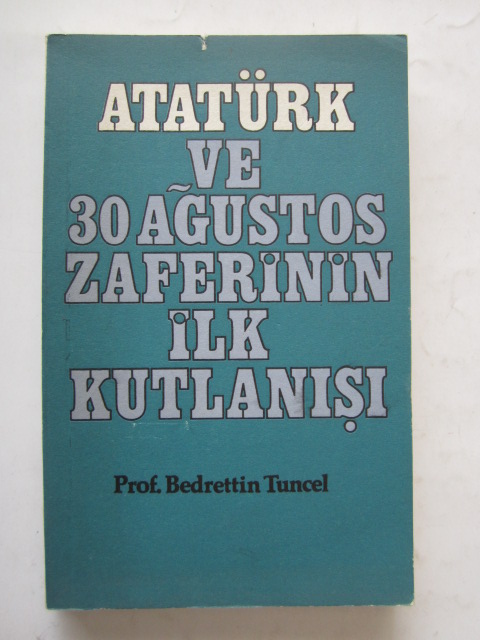 ATATÜRK
VE
30 AĞUSTOS
ZAFERİNİN
İLK
KUTLANIŞI
Prof. Bedrettin Tuncel